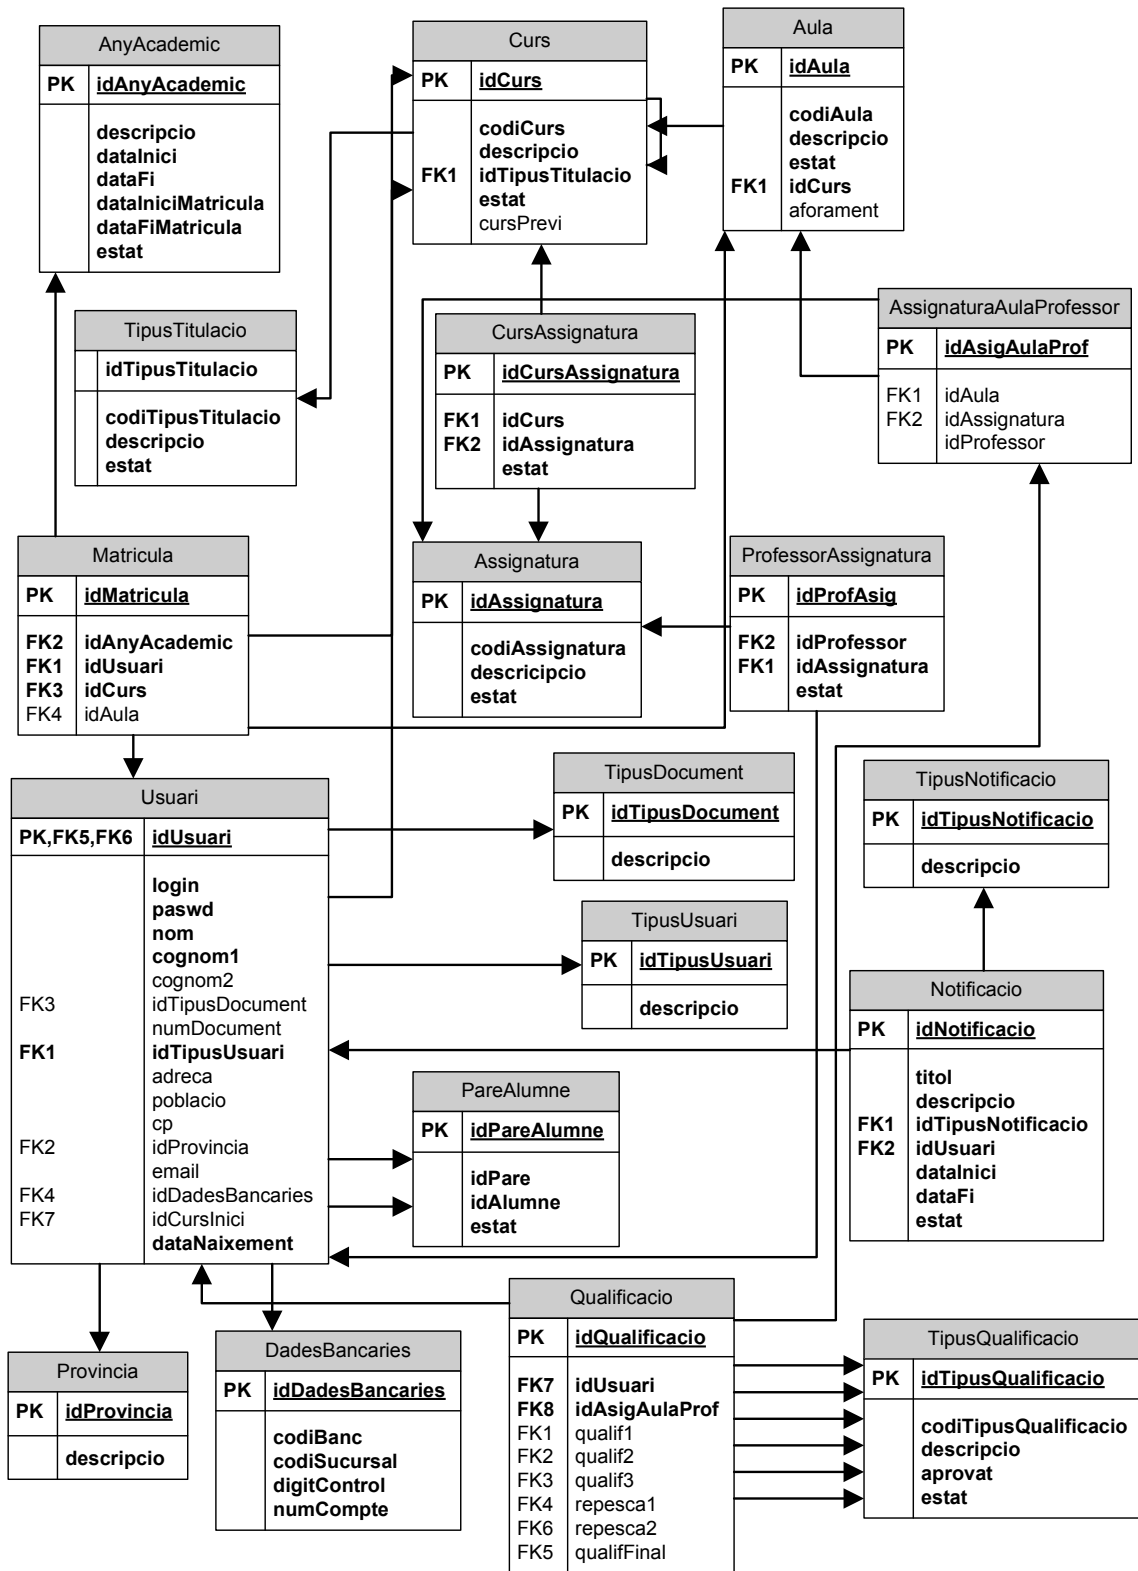 AnyAcademic
PK idAnyAcademic
descripcio
dataInici
dataFi
dataIniciMatricula
dataFiMatricula
estat
Curs
PK idCurs
codiCurs
descripcio
FK1 idTipusTitulacio
estat
cursPrevi
Aula
PK idAula
codiAula
descripcio
estat
FK1 idCurs
aforament
TipusTitulacio
idTipusTitulacio
codiTipusTitulacio
descripcio
estat
CursAssignatura
PK idCursAssignatura
FK1 idCurs
FK2 idAssignatura
estat
AssignaturaAulaProfessor
PK idAsigAulaProf
FK1 idAula
FK2 idAssignatura
idProfessor
Matricula
PK idMatricula
FK2 idAnyAcademic
FK1 idUsuari
FK3 idCurs
FK4 idAula
Assignatura
PK idAssignatura
codiAssignatura
descricipcio
estat
ProfessorAssignatura
PK idProfAsig
FK2 idProfessor
FK1 idAssignatura
estat
Usuari
PK,FK5,FK6 idUsuari
login
paswd
nom
cognom1
cognom2
FK3 idTipusDocument
numDocument
FK1 idTipusUsuari
adreca
poblacio
cp
FK2 idProvincia
email
FK4 idDadesBancaries
FK7 idCursInici
dataNaixement
TipusDocument
PK idTipusDocument
descripcio
TipusNotificacio
PK idTipusNotificacio
descripcio
TipusUsuari
PK idTipusUsuari
descripcio
Notificacio
PK idNotificacio
titol
descripcio
FK1 idTipusNotificacio
FK2 idUsuari
dataInici
dataFi
estat
PareAlumne
PK idPareAlumne
idPare
idAlumne
estat
Provincia
PK idProvincia
descripcio
DadesBancaries
PK idDadesBancaries
codiBanc
codiSucursal
digitControl
numCompte
Qualificacio
PK idQualificacio
FK7 idUsuari
FK8 idAsigAulaProf
FK1 qualif1
FK2 qualif2
FK3 qualif3
FK4 repesca1
FK6 repesca2
FK5 qualifFinal
TipusQualificacio
PK idTipusQualificacio
codiTipusQualificacio
descripcio
aprovat
estat